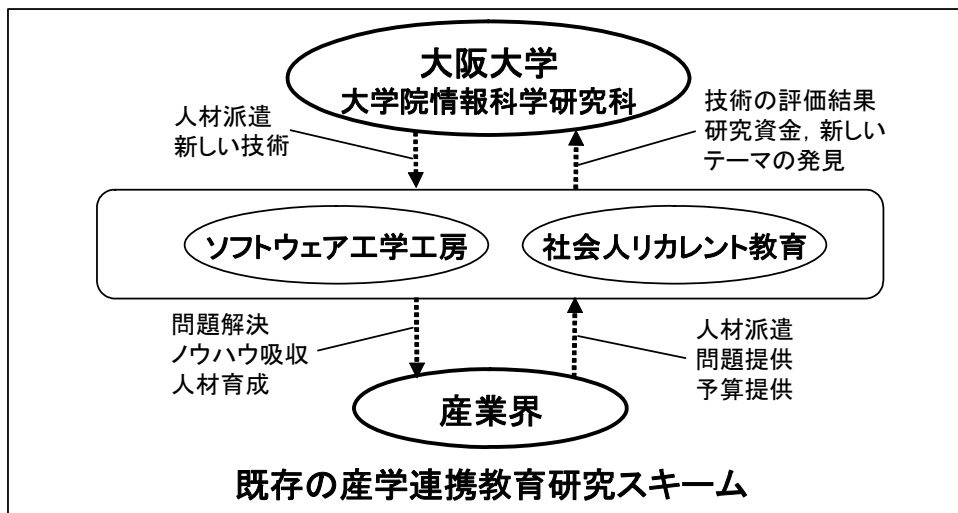 大阪大学
大学院情報科学研究科
人材派遣
新しい技術
技術の評価結果
研究資金, 新しい
テーマの発見
ソフトウェア工学工房
社会人リカレント教育
問題解決
ノウハウ吸収
人材育成
人材派遣
問題提供
予算提供
産業界
既存の産学連携教育研究スキーム